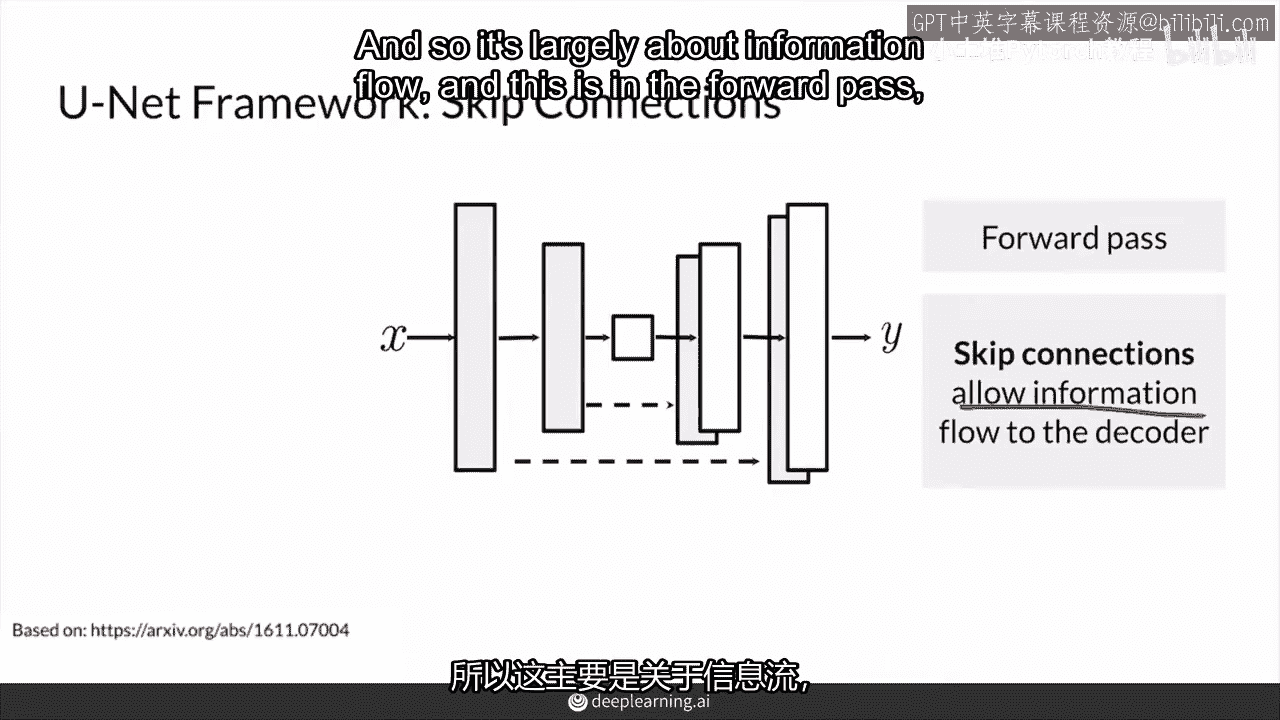 GPT中英字幕课程资源@bilibili.com
And so it's largely about information
flow, and this is in the forward pass,
U-Net Framework: Skip Connections
Forward pass
x
y
Skip connections
allow information
flow to the decoder
Based on: https://arxiv.org/abs/1611.07004
所以这主要是关于信息流，
deeplearning.ai